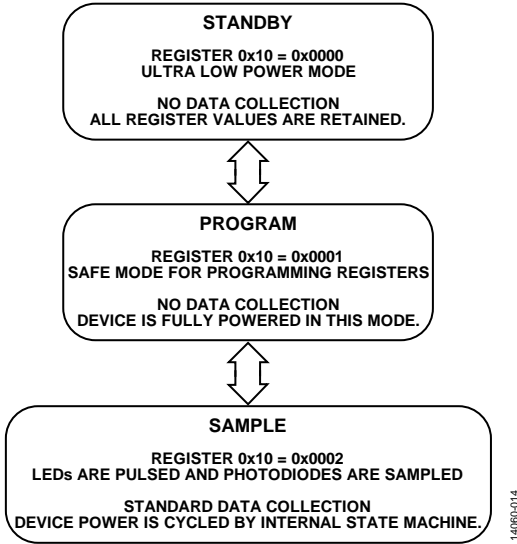 STANDBY
REGISTER 0x10 = 0x0000
ULTRA LOW POWER MODE
NO DATA COLLECTION
ALL REGISTER VALUES ARE RETAINED.
PROGRAM
REGISTER 0x10 = 0x0001
SAFE MODE FOR PROGRAMMING REGISTERS
NO DATA COLLECTION
DEVICE IS FULLY POWERED IN THIS MODE.
SAMPLE
REGISTER 0x10 = 0x0002
LEDs ARE PULSED AND PHOTODIODES ARE SAMPLED
STANDARD DATA COLLECTION
DEVICE POWER IS CYCLED BY INTERNAL STATE MACHINE.
14060-014